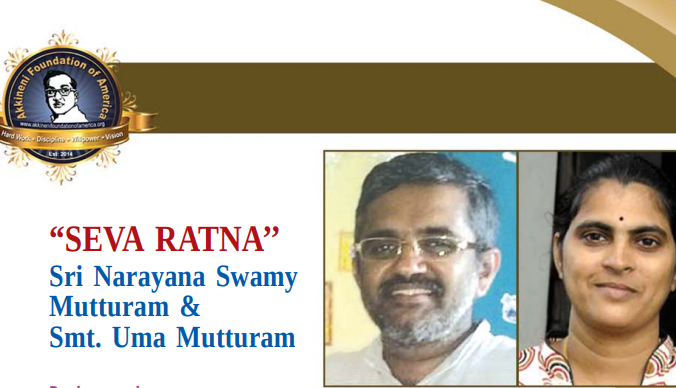 Akkineni Foundation of America
www.akkinenifoundationofamerica.org
Hard Work • Discipline • Willpower • Vision
Est: 2014
“SEVA RATNA”
Sri Narayana Swamy
Mutturam &
Smt. Uma Mutturam